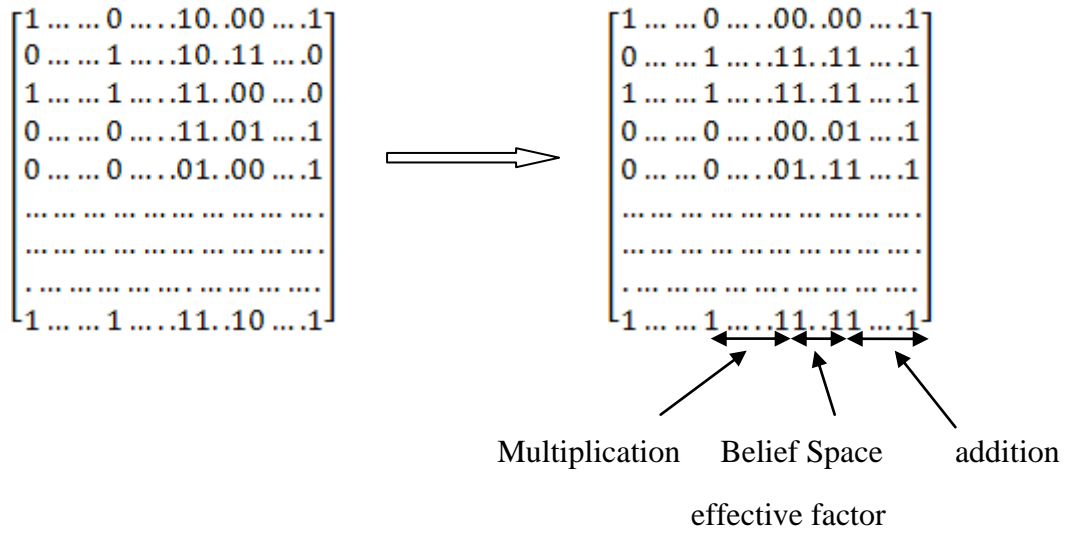 1 ... ... 0 ... . .10. .00 ... .1
0 ... ... 1 ... . .10. .11 ... .0
1 ... ... 1 ... . .11. .00 ... .0
0 ... ... 0 ... . .11. .01 ... .1
0 ... ... 0 ... . .01. .00 ... .1
... ... ... ... ... ... ... ... ... ... .
... ... ... ... ... ... ... ... ... ... .
. ... ... ... ... ... . ... ... ... ... .
1 ... ... 1 ... . .11. .10 ... .1
1 ... ... 0 ... . .00. .00 ... .1
0 ... ... 1 ... . .11. .11 ... .1
1 ... ... 1 ... . .11. .11 ... .1
0 ... ... 0 ... . .00. .01 ... .1
0 ... ... 0 ... . .01. .11 ... .1
... ... ... ... ... ... ... ... ... ... .
... ... ... ... ... ... ... ... ... ... .
. ... ... ... ... ... . ... ... ... ... .
1 ... ... 1 ... . .11. .11 ... .1
Multiplication
Belief Space
effective factor
addition